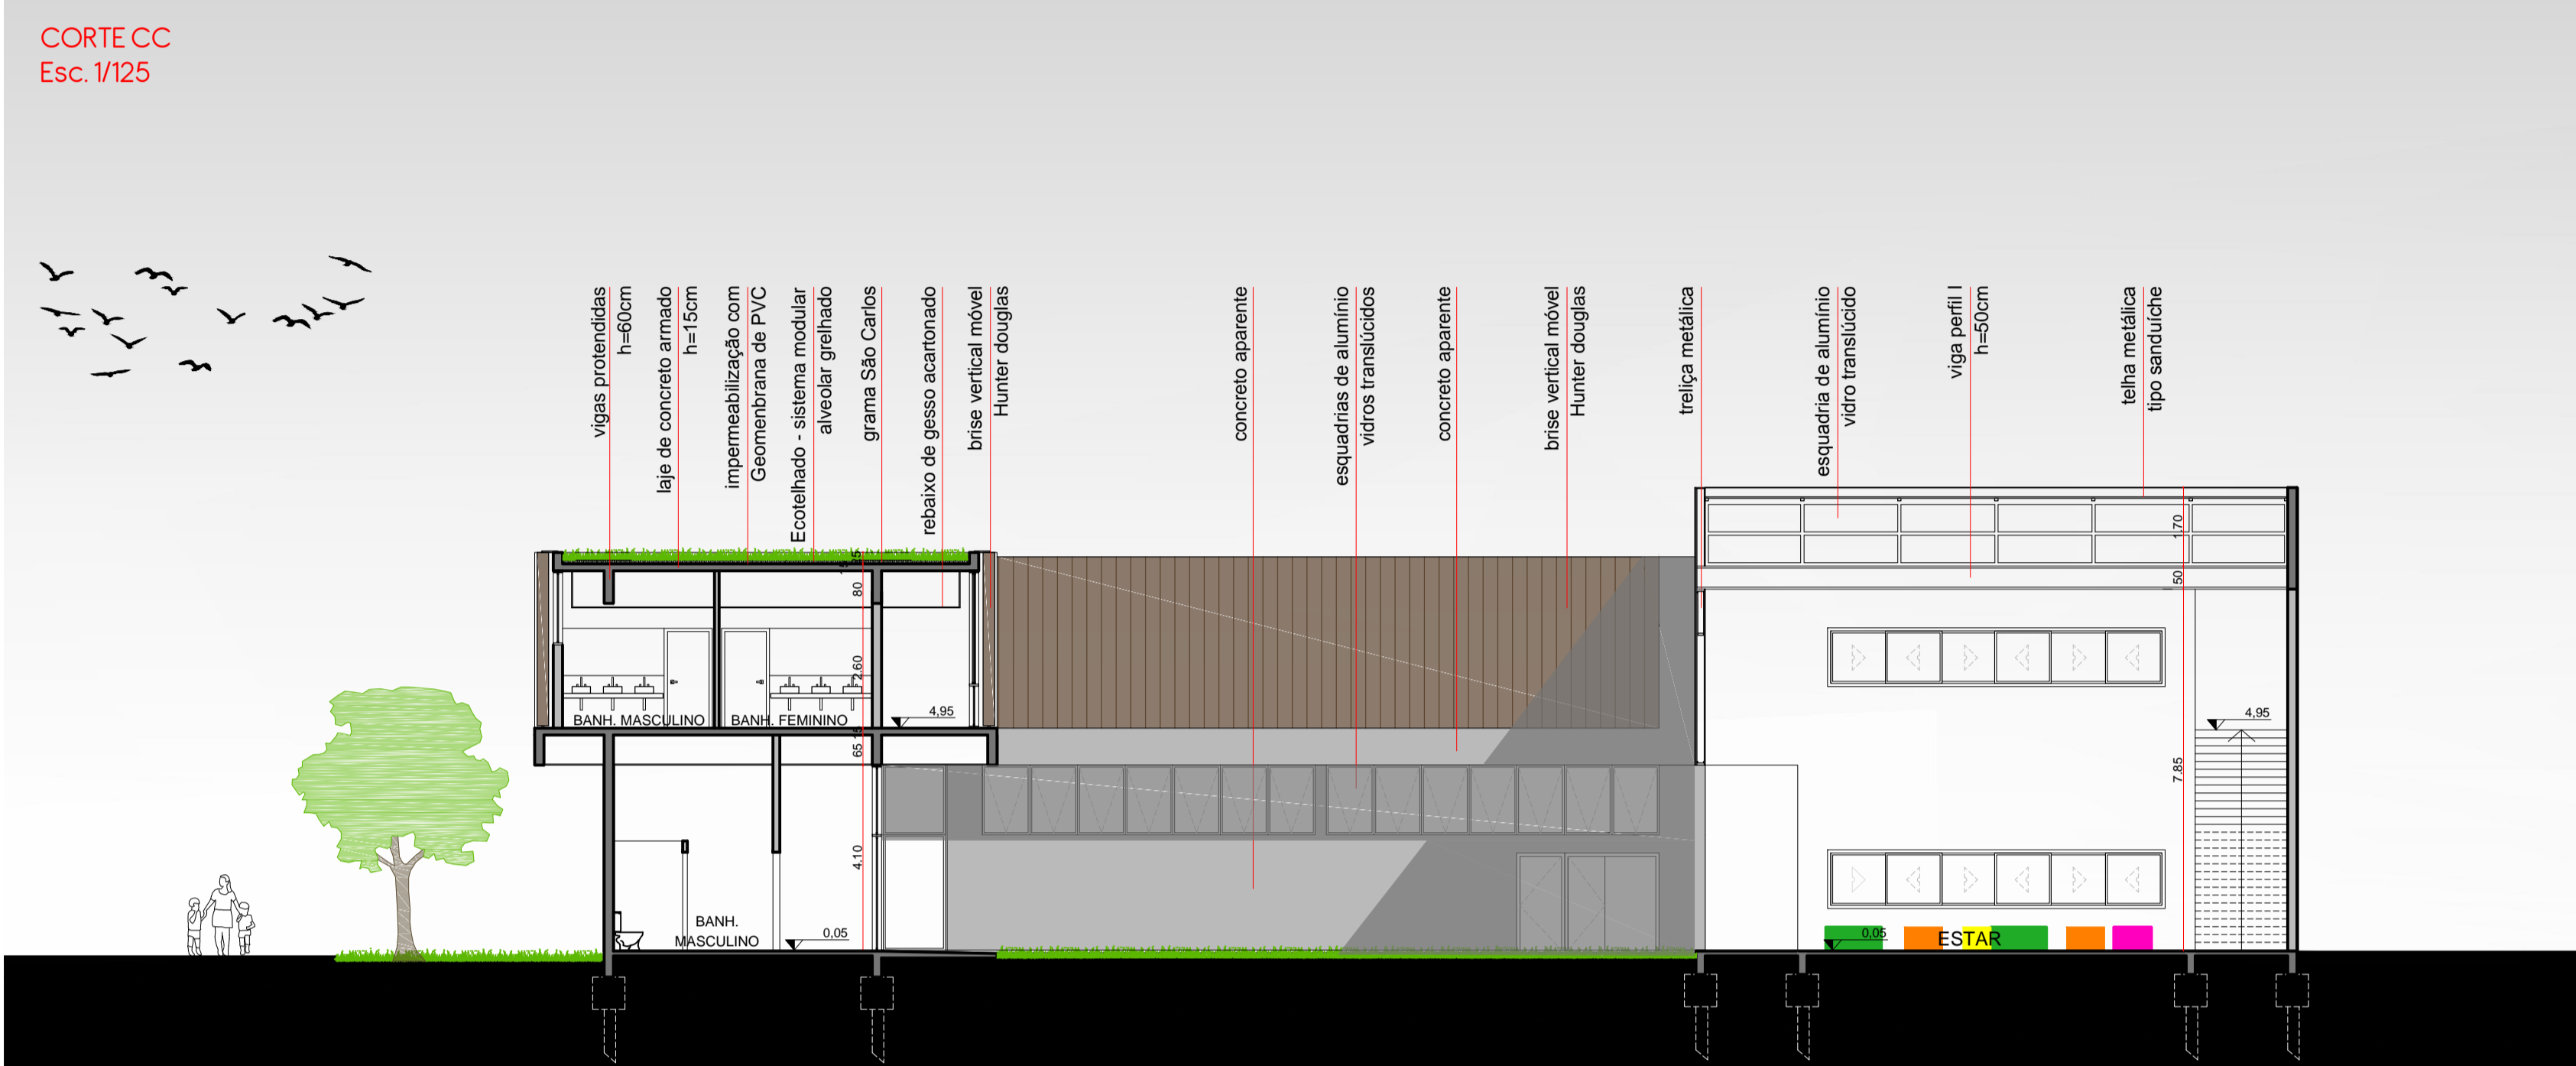 CORTE CC
Esc. 1/125
vigas protendidas
h=60cm
laje de concreto armado
h=15cm
impermeabilização com
Geomenbrana de PVC
Ecotelhado - sistema modular
alveolar grelhado
grama São Carlos
rebaixo de gesso acartonado
brise vertical móvel
Hunter douglas
concreto aparente
esquadrias de alumínio
vidros translúcidos
concreto aparente
brise vertical móvel
Hunter douglas
treliça metálica
esquadria de alumínio
vidro translúcido
viga perfil I
h=50cm
telha metálica
tipo sanduíche
80
2.60
BANH. MASCULINO
BANH. FEMININO
4,95
65
4.10
BANH.
MASCULINO
0,05
1.70
50
7.85
4,95
0,05
ESTAR